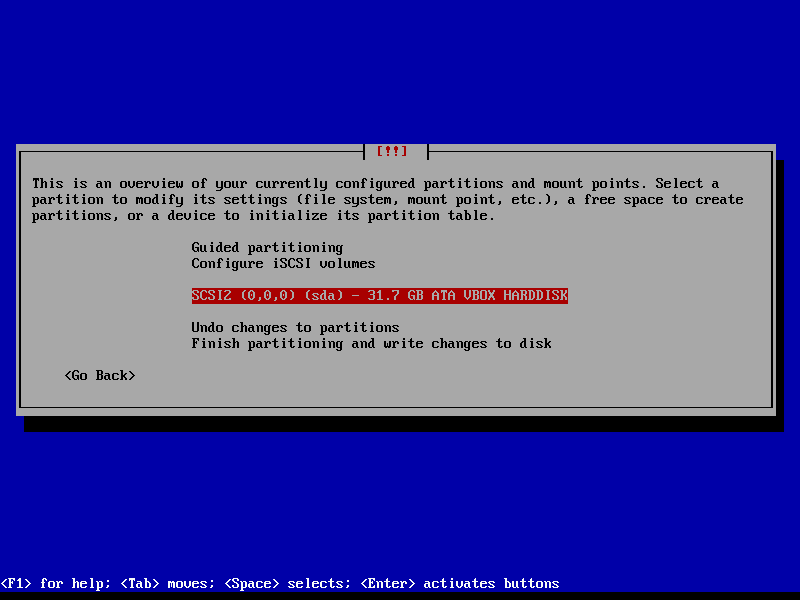 [!!]
This is an overview of your currently configured partitions and mount points. Select a
partition to modify its settings (file system, mount point, etc.), a free space to create
partitions, or a device to initialize its partition table.
Guided partitioning
Configure iSCSI volumes
SCSI2 (0,0,0) (sda) - 31.7 GB ATA VBOX HARDDISK
Undo changes to partitions
Finish partitioning and write changes to disk
<Go Back>
<F1> for help; <Tab> moves; <Space> selects; <Enter> activates buttons